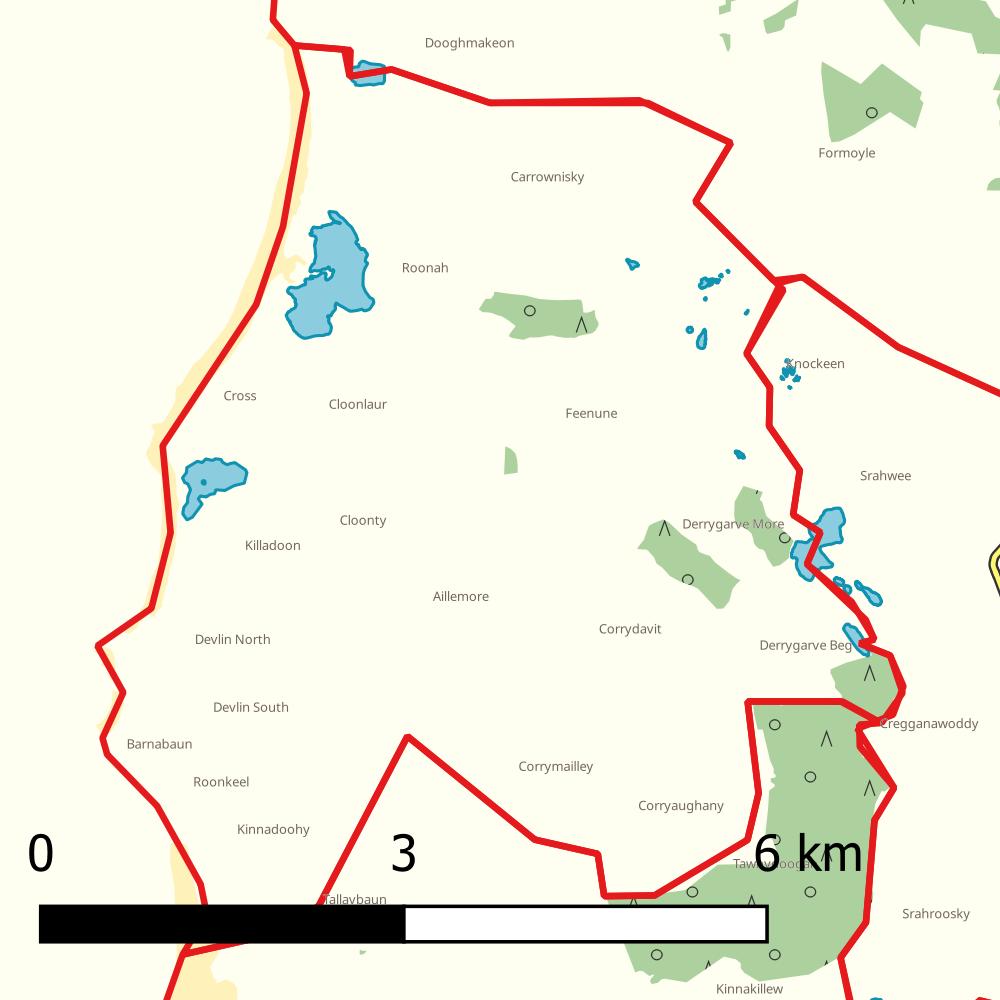 Dooghmakeon
Formoyle
Carrownisky
Roonah
Knockeen
Cross
Cloonlaur
Feenune
Srahwee
Cloonty
Derrygarve More
Killadoon
Aillemore
Corrydavit
Devlin North
Derrygarve Beg
Devlin South
Cregganawoddy
Barnabaun
Corrymailley
Roonkeel
Corryaughany
Kinnadoohy
0 3 6 km
Tallavbaun
Srahroosky
Kinnakillew